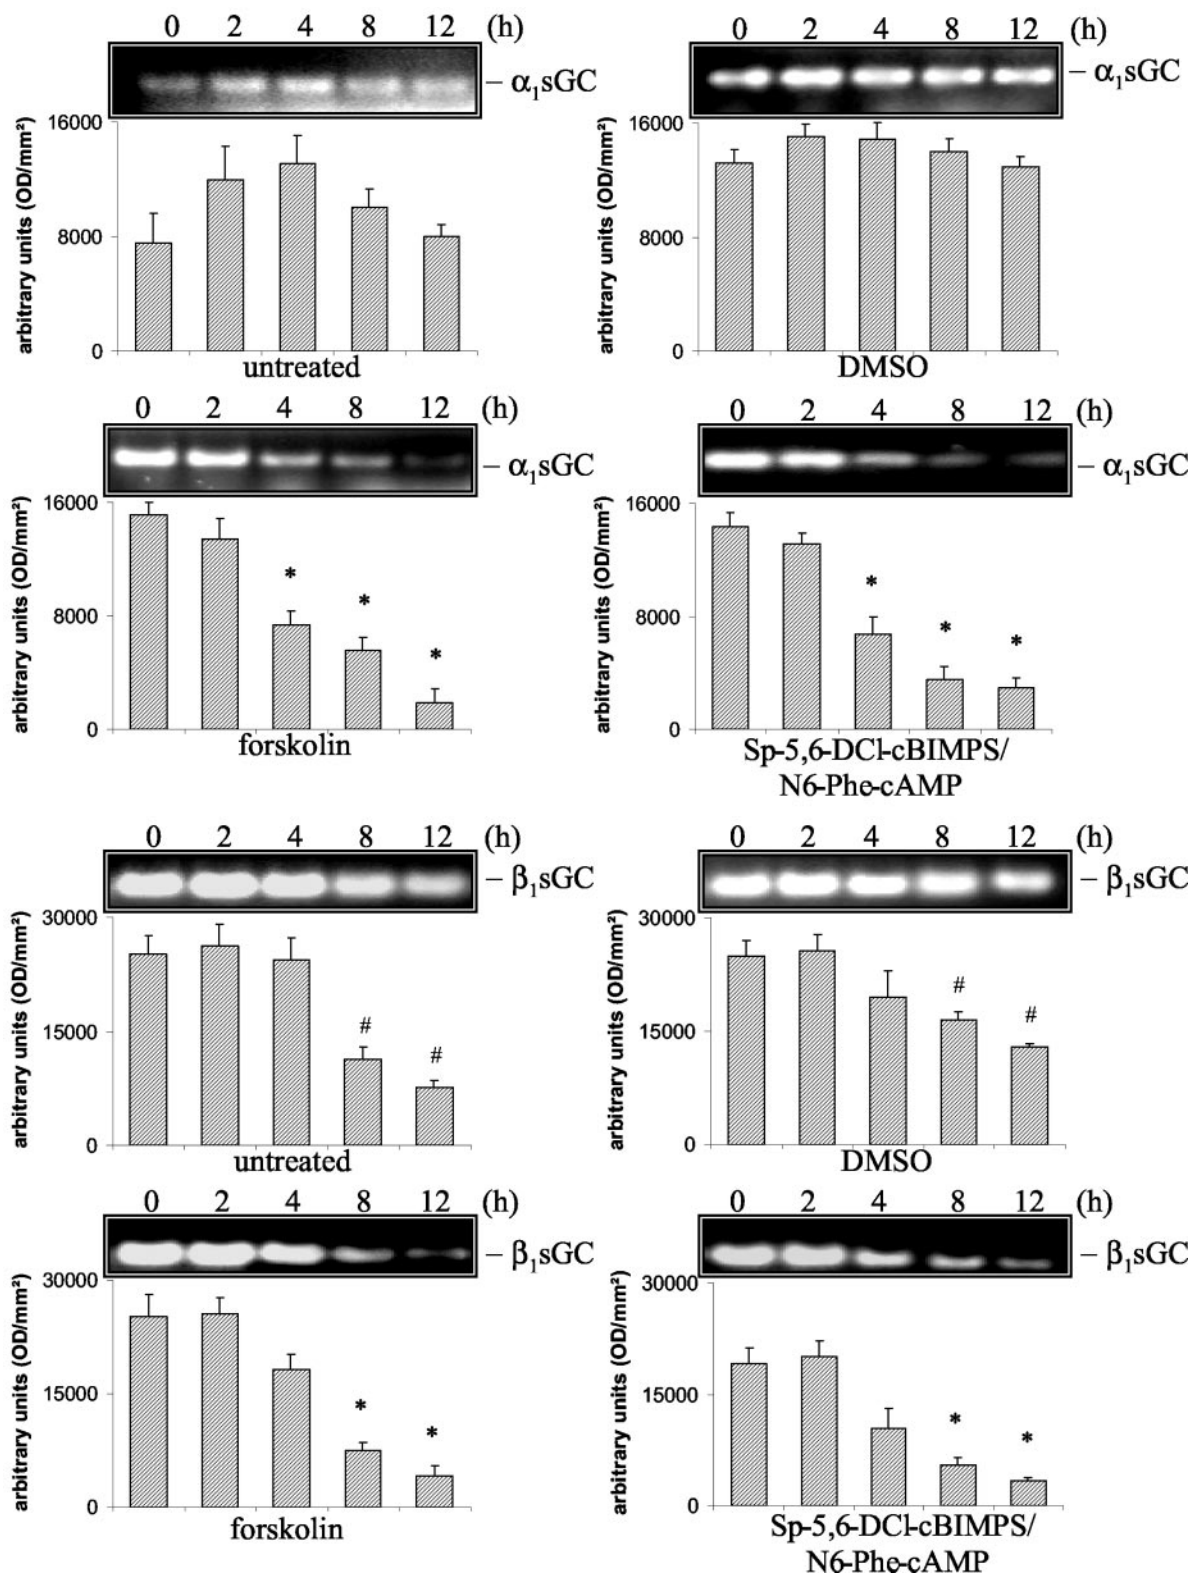 0 2 4 8 12 (h)
– α₁sGC
arbitrary units (OD/mm²)
16000
8000
0
untreated
0 2 4 8 12 (h)
– α₁sGC
arbitrary units (OD/mm²)
16000
8000
0
DMSO
0 2 4 8 12 (h)
– α₁sGC
arbitrary units (OD/mm²)
16000
8000
0
* * *
forskolin
0 2 4 8 12 (h)
– α₁sGC
arbitrary units (OD/mm²)
16000
8000
0
* * *
Sp-5,6-DCl-cBIMPS/
N6-Phe-cAMP
0 2 4 8 12 (h)
– β₁sGC
arbitrary units (OD/mm²)
30000
15000
0
# #
untreated
0 2 4 8 12 (h)
– β₁sGC
arbitrary units (OD/mm²)
30000
15000
0
# #
DMSO
0 2 4 8 12 (h)
– β₁sGC
arbitrary units (OD/mm²)
30000
15000
0
* *
forskolin
0 2 4 8 12 (h)
– β₁sGC
arbitrary units (OD/mm²)
30000
15000
0
* *
Sp-5,6-DCl-cBIMPS/
N6-Phe-cAMP